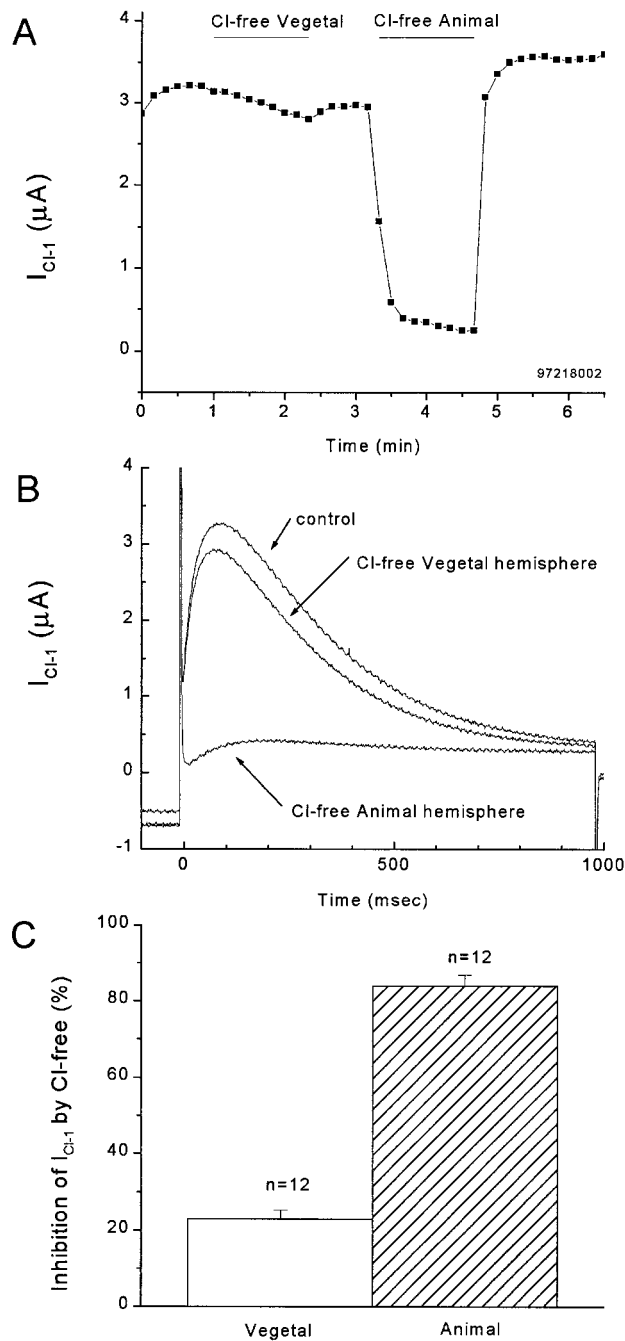 A
Cl-free Vegetal Cl-free Animal
4
3
2
1
0
I_Cl-1 (μA)
97218002
0 1 2 3 4 5 6
Time (min)
B
4
3
2
1
0
-1
I_Cl-1 (μA)
control
Cl-free Vegetal hemisphere
Cl-free Animal hemisphere
0 500 1000
Time (msec)
C
100
80
60
40
20
0
Inhibition of I_Cl-1 by Cl-free (%)
n=12
n=12
Vegetal Animal